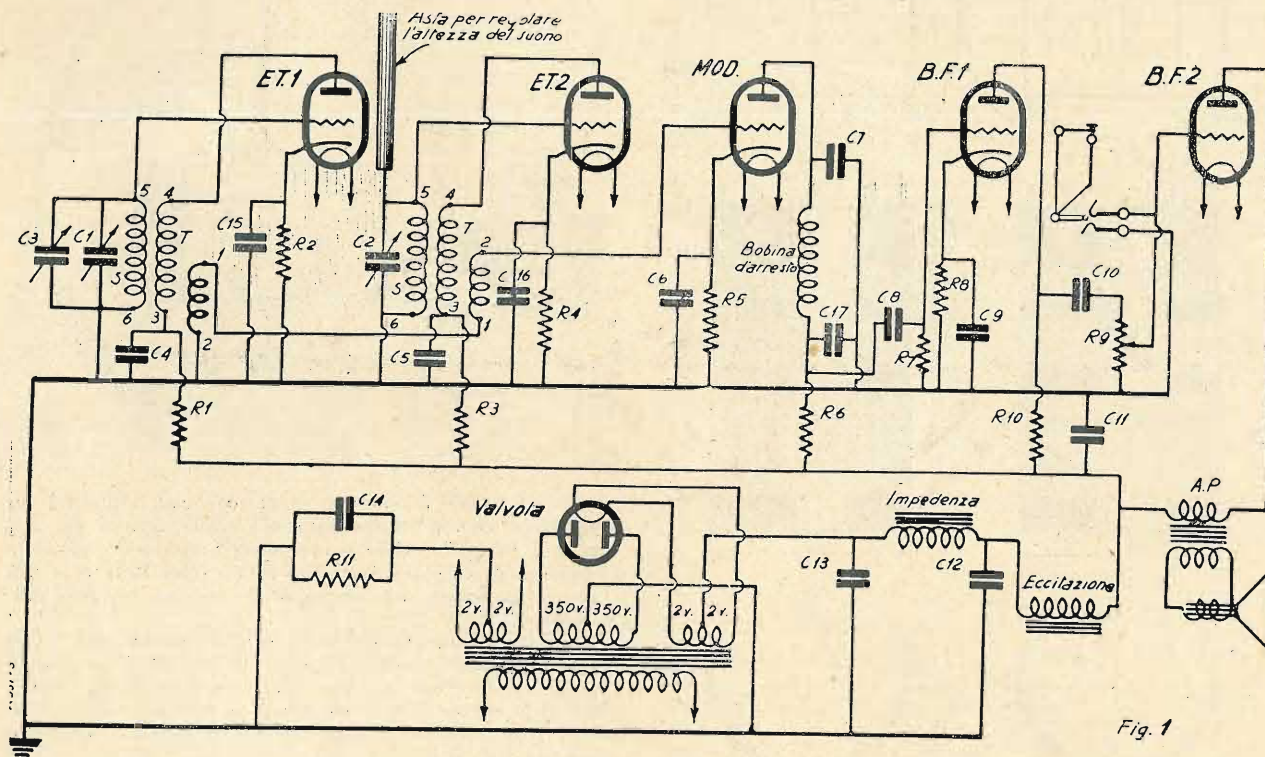 Asta per regolare
l'altezza del suono
ET.1
ET.2
MOD.
B.F.1
B.F.2
C3
C1
5
4
S
T
6
3
1
2
C4
C15
R2
C2
5
4
S
T
6
3
2
1
C5
C16
R4
C6
R5
C7
Bobina
d'arresto
C17
C8
R7
R8
C9
C10
R9
R1
R3
R6
R10
C11
C14
R11
Valvola
2v. 2v.
350v. 350v.
2v. 2v.
C13
Impedenza
C12
Eccitazione
A.P.
Fig. 1